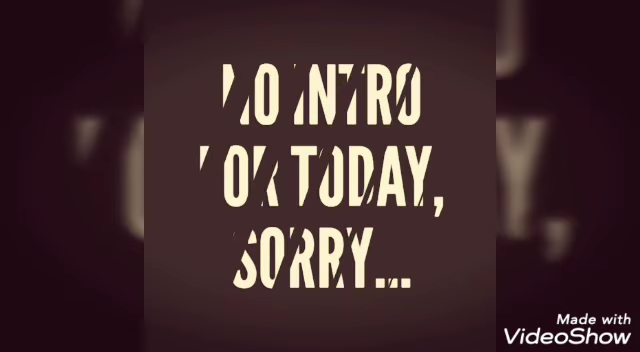 NO INTRO
FOR TODAY,
SORRY...
Made with
VideoShow